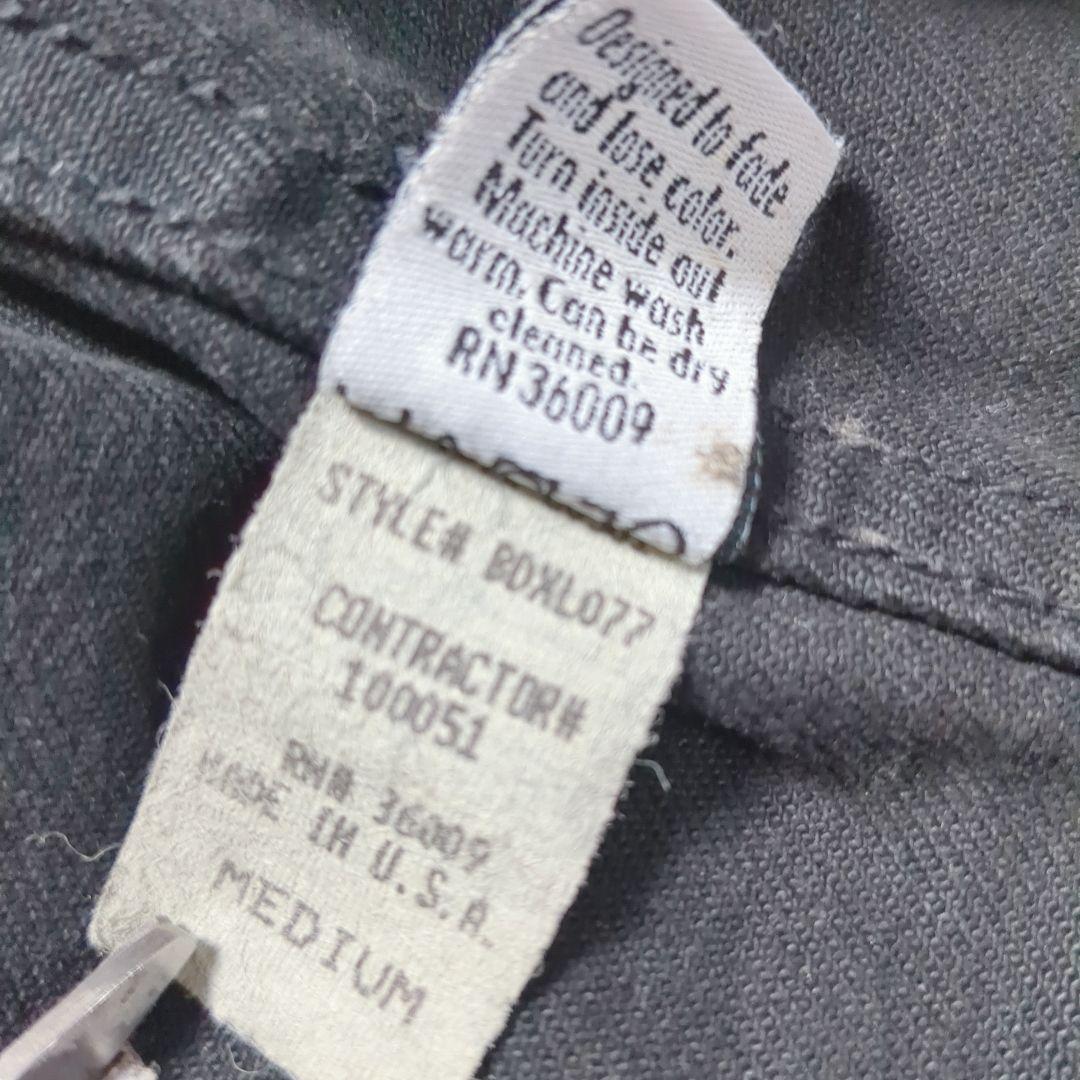 Designed to fade
and lose color.
Turn inside out
Machine wash
warm. Can be dry
cleaned.
RN 36009
STYLE# BDXL077
CONTRACTOR#
100051
RN# 36009
MADE IN U.S.A.
MEDIUM